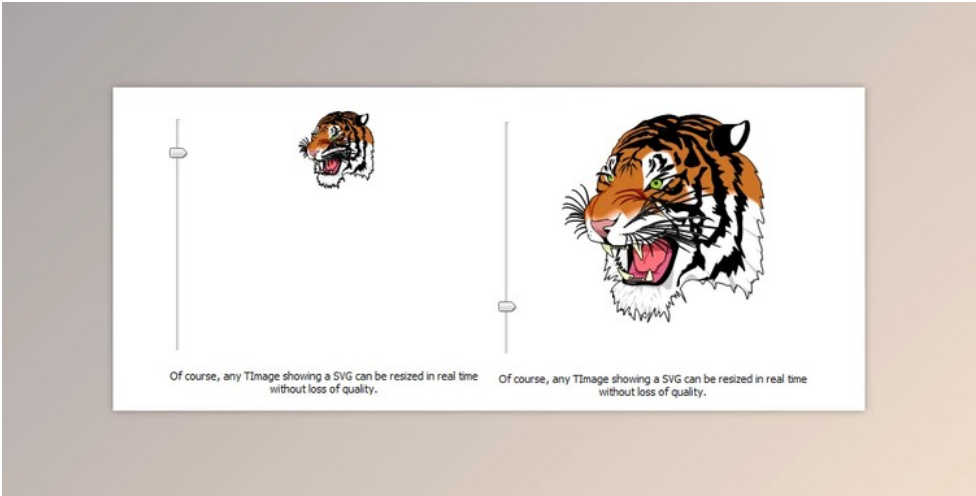 Of course, any TImage showing a SVG can be resized in real time
without loss of quality.
Of course, any TImage showing a SVG can be resized in real time
without loss of quality.